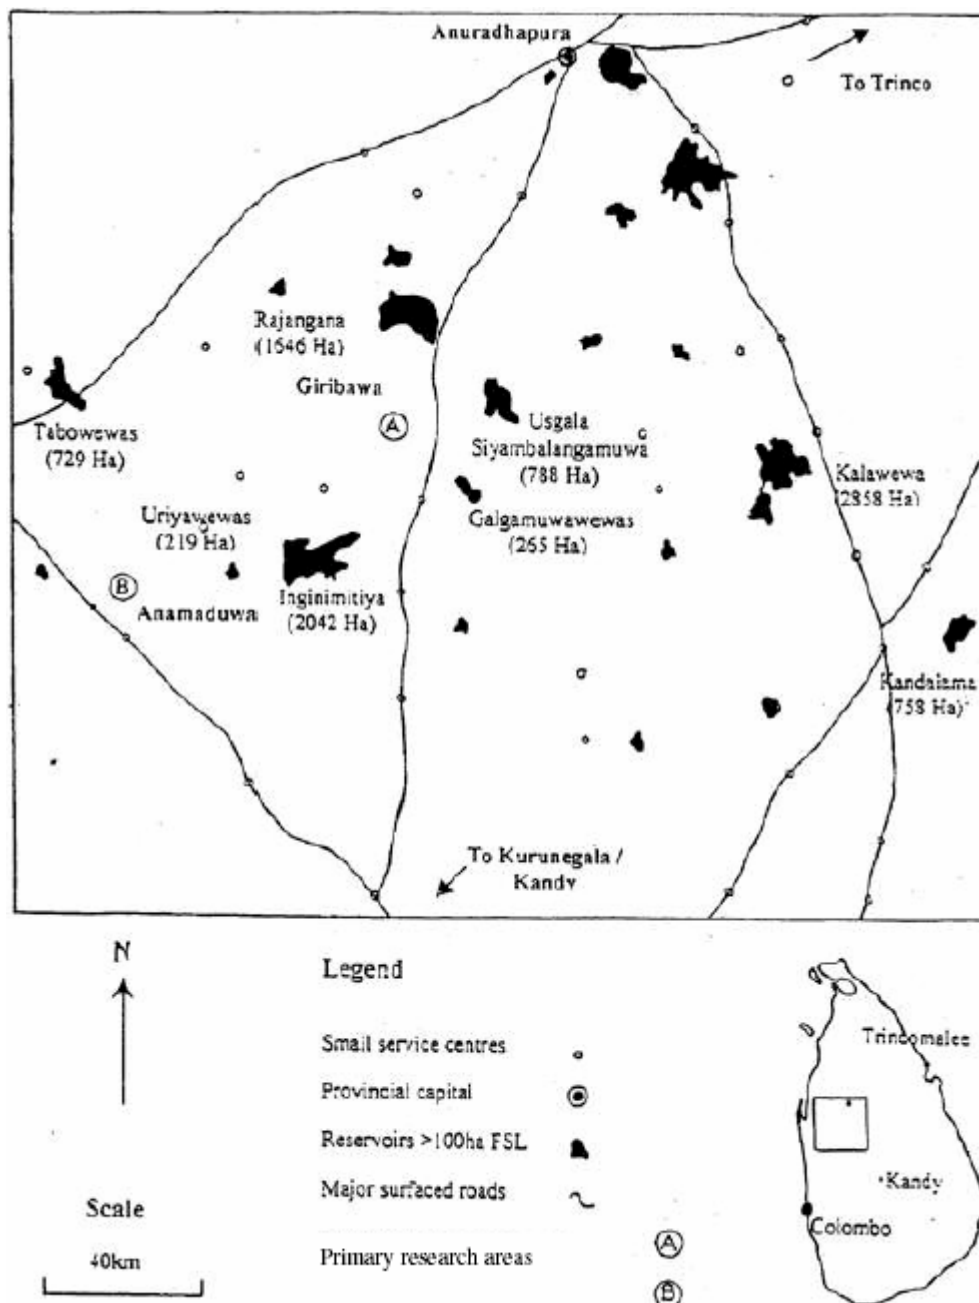 Anuradhapura
To Trinco
Rajangana
(1646 Ha)
Giribawa
A
Tabowewas
(729 Ha)
Usgala
Siyambalangamuwa
(788 Ha)
Kalawewa
(2858 Ha)
Galgamuwawewas
(265 Ha)
Uriyawewas
(219 Ha)
B
Anamaduwa
Inginimitiya
(2042 Ha)
Kandalama
(758 Ha)
To Kurunegala /
Kandy
N
Legend
Small service centres
Provincial capital
Reservoirs >100ha FSL
Major surfaced roads
Primary research areas
A
B
Scale
40km
Trincomalee
Kandy
Colombo